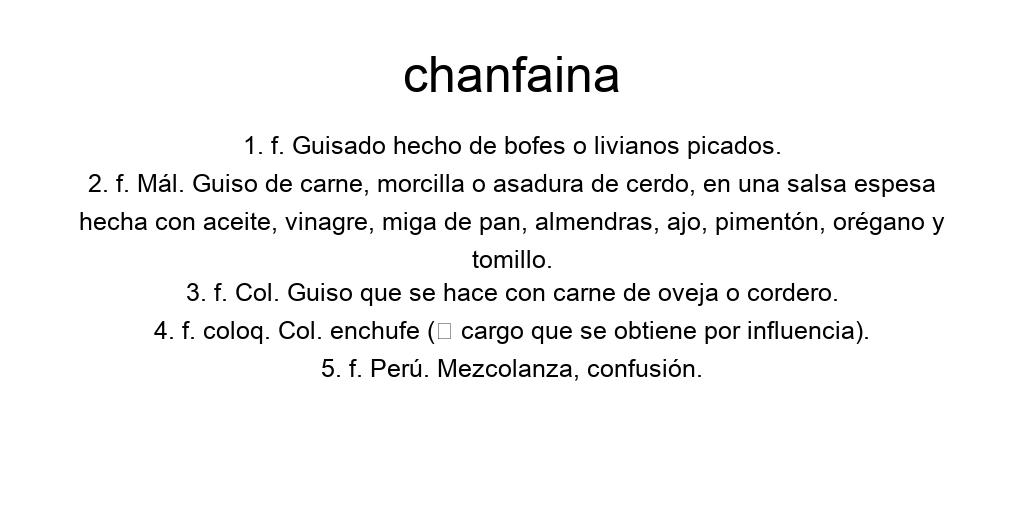 chanfaina
1. f. Guisado hecho de bofes o livianos picados.
2. f. Mál. Guiso de carne, morcilla o asadura de cerdo, en una salsa espesa
hecha con aceite, vinagre, miga de pan, almendras, ajo, pimentón, orégano y
tomillo.
3. f. Col. Guiso que se hace con carne de oveja o cordero.
4. f. coloq. Col. enchufe (▯ cargo que se obtiene por influencia).
5. f. Perú. Mezcolanza, confusión.